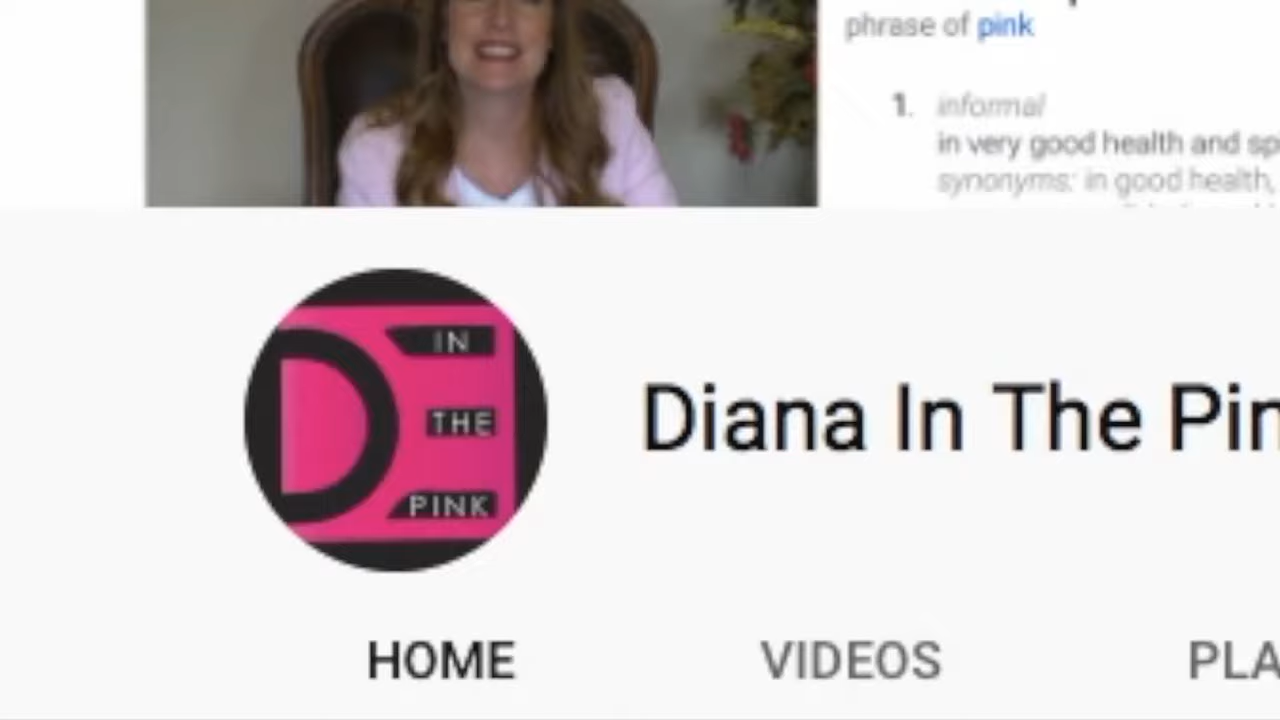 phrase of pink
1. informal
in very good health and sp
synonyms: in good health,
D IN
THE
PINK
Diana In The Pin
HOME VIDEOS PLA